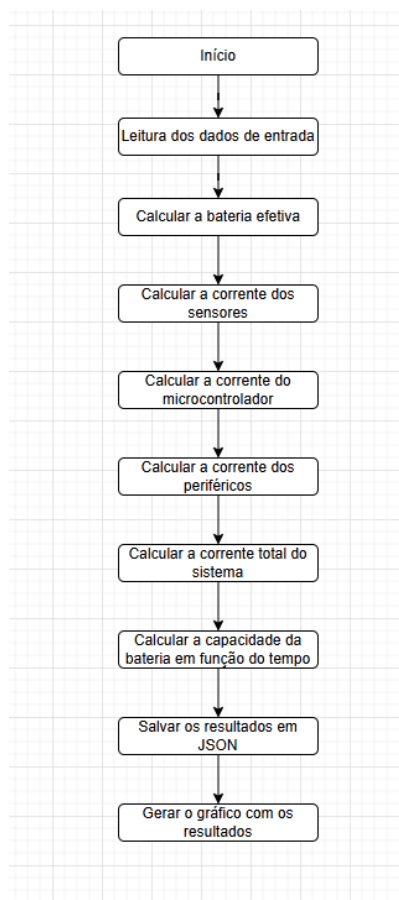 Início
Leitura dos dados de entrada
Calcular a bateria efetiva
Calcular a corrente dos
sensores
Calcular a corrente do
microcontrolador
Calcular a corrente dos
periféricos
Calcular a corrente total do
sistema
Calcular a capacidade da
bateria em função do tempo
Salvar os resultados em
JSON
Gerar o gráfico com os
resultados